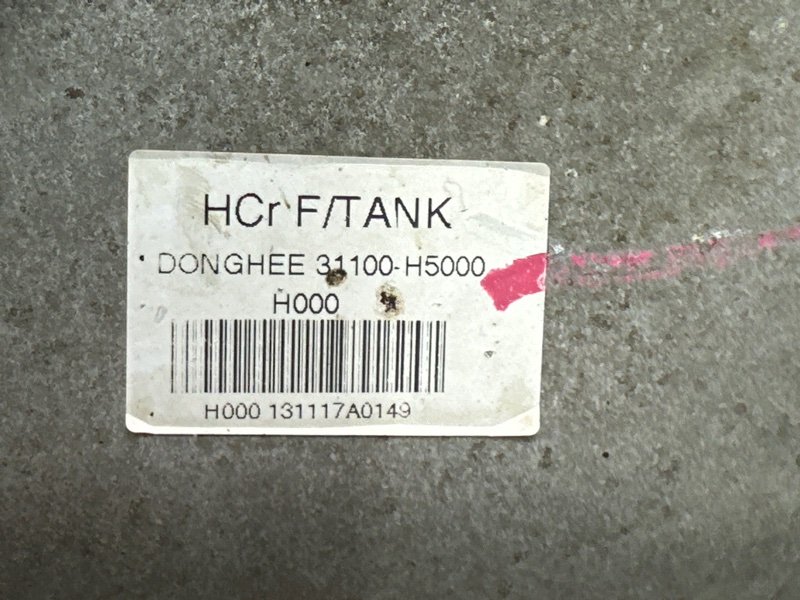 HCr F/TANK
DONGHEE 31100-H5000
H000
H000 131117A0149